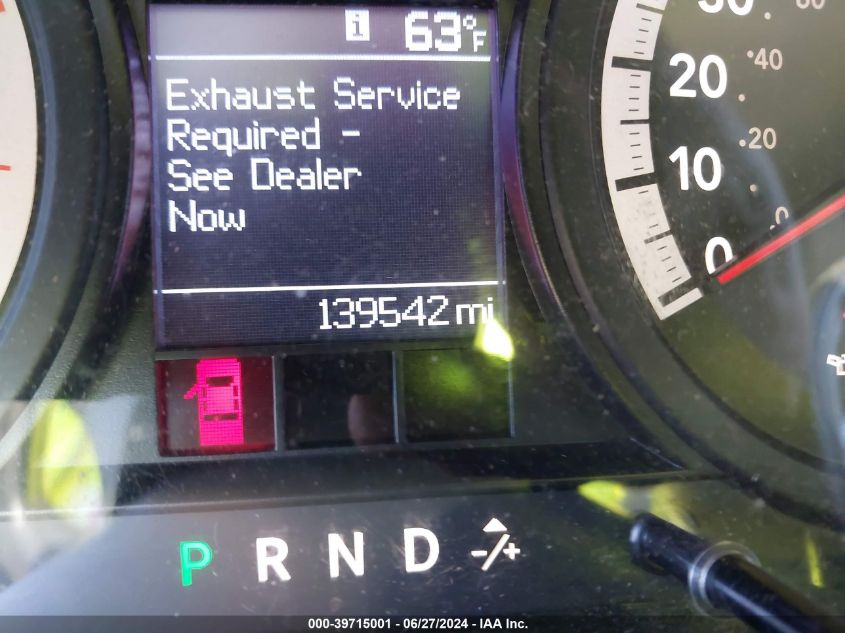 i 63°F
Exhaust Service
Required -
See Dealer
Now
139542 mi
20
10
0
40
20
0
P R N D -/+
000-39715001 - 06/27/2024 - IAA Inc.